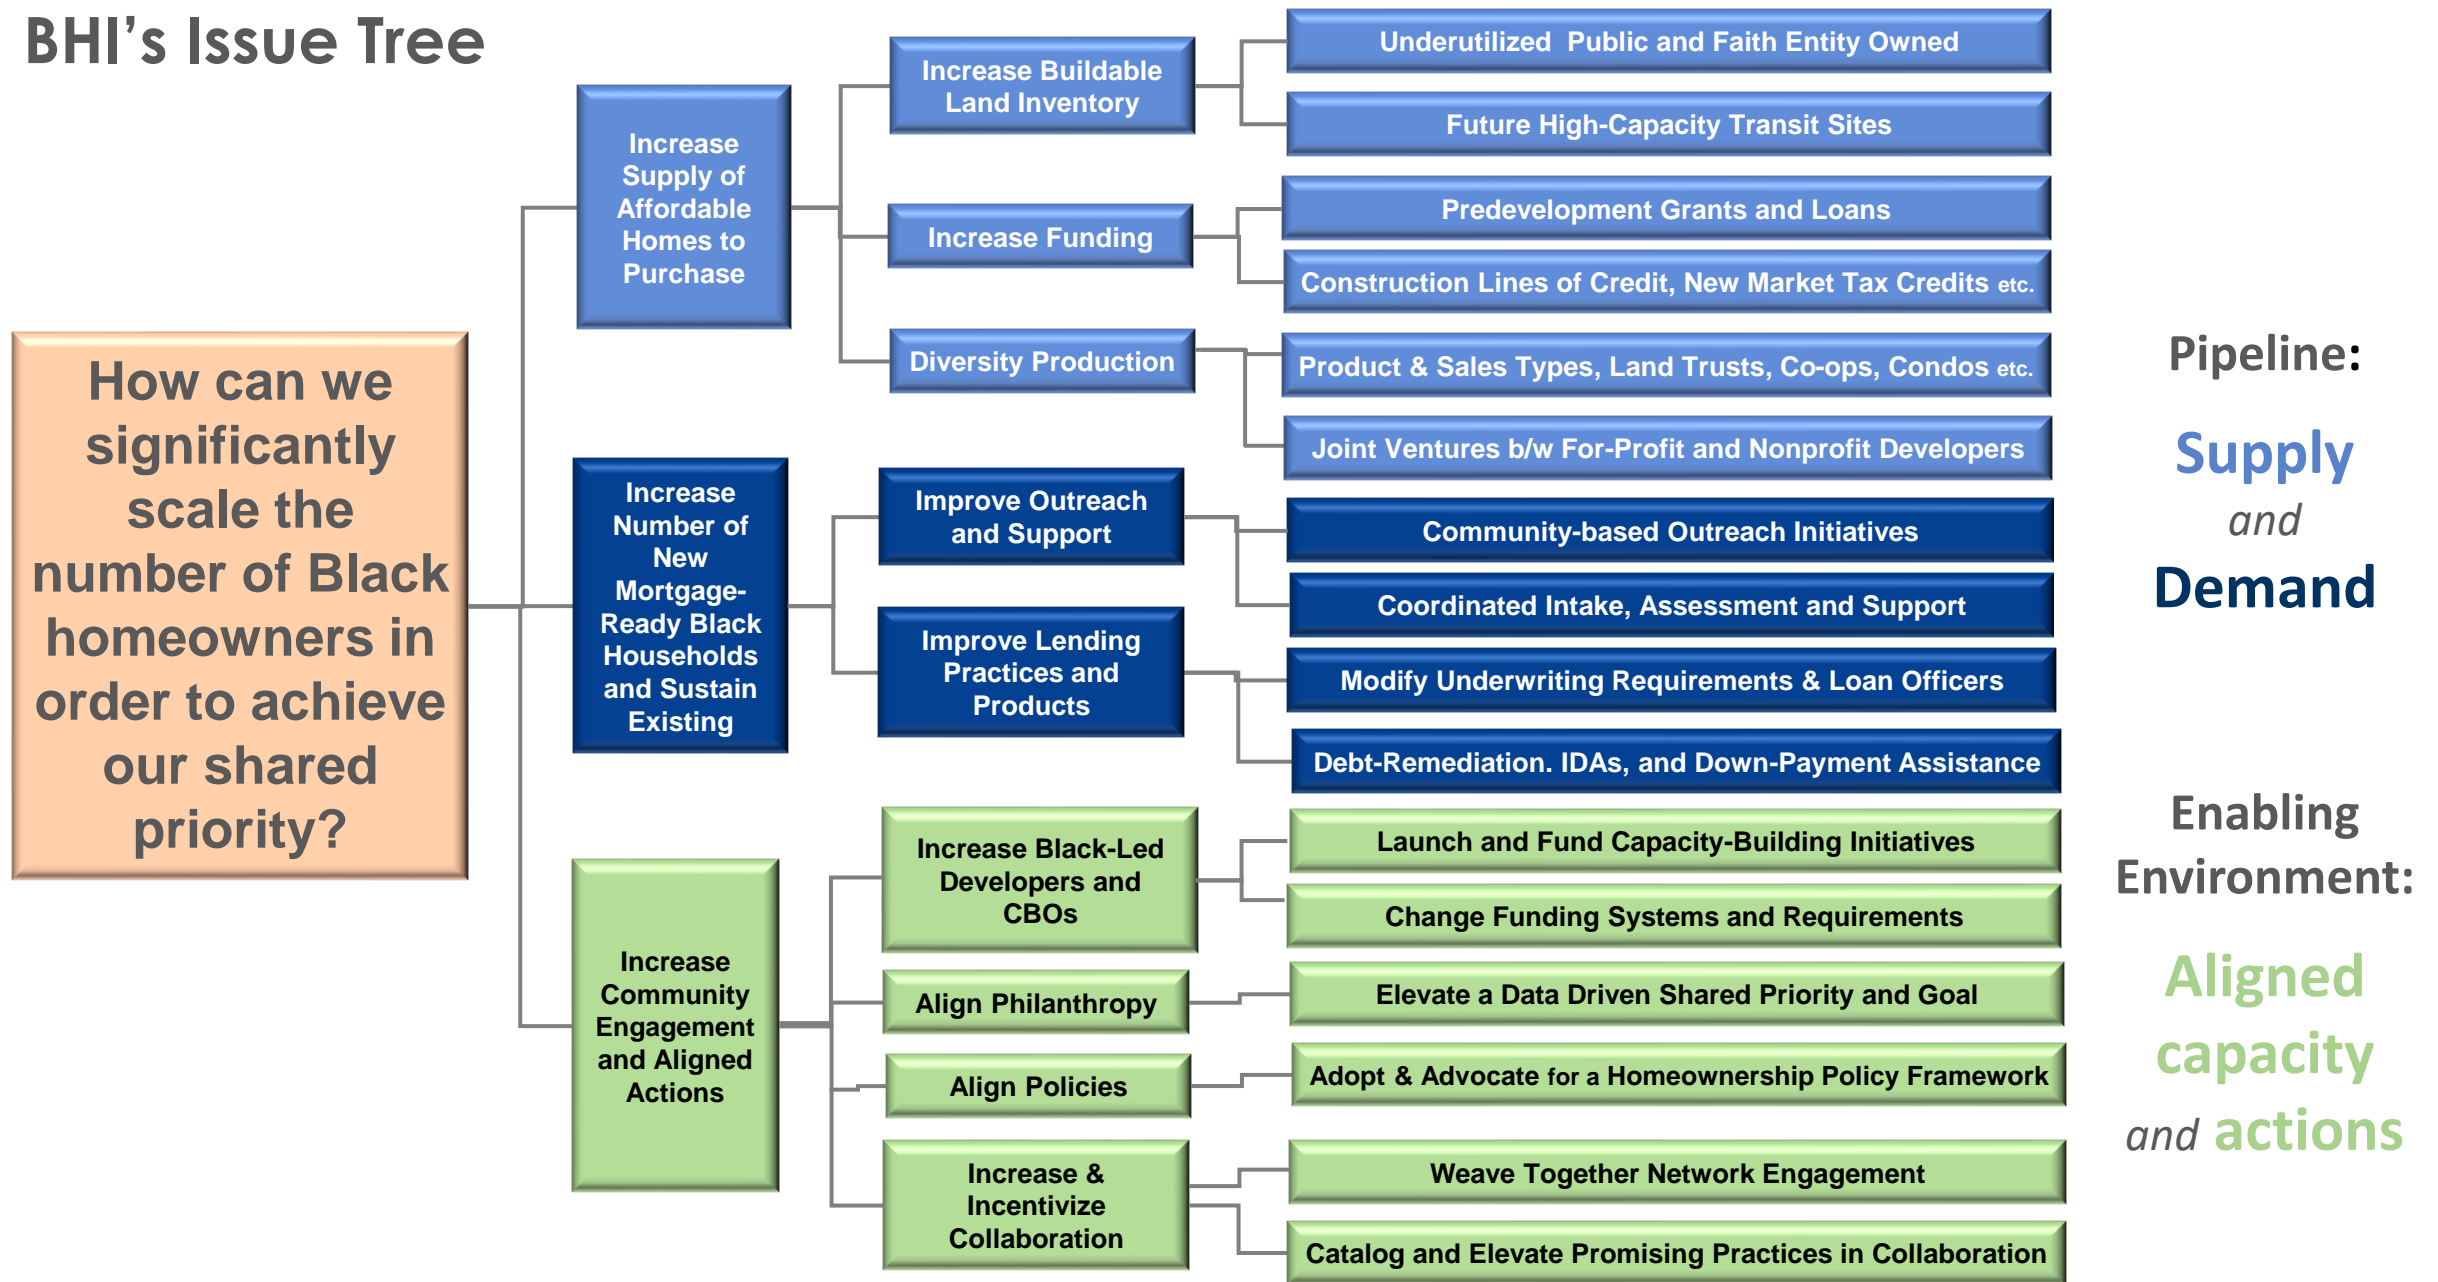 BHI's Issue Tree
How can we
significantly
scale the
number of Black
homeowners in
order to achieve
our shared
priority?
Increase
Supply of
Affordable
Homes to
Purchase
Increase Buildable
Land Inventory
Underutilized Public and Faith Entity Owned
Future High-Capacity Transit Sites
Increase Funding
Predevelopment Grants and Loans
Construction Lines of Credit, New Market Tax Credits etc.
Diversity Production
Product & Sales Types, Land Trusts, Co-ops, Condos etc.
Joint Ventures b/w For-Profit and Nonprofit Developers
Increase
Number of
New
Mortgage-
Ready Black
Households
and Sustain
Existing
Improve Outreach
and Support
Community-based Outreach Initiatives
Coordinated Intake, Assessment and Support
Improve Lending
Practices and
Products
Modify Underwriting Requirements & Loan Officers
Debt-Remediation. IDAs, and Down-Payment Assistance
Increase
Community
Engagement
and Aligned
Actions
Increase Black-Led
Developers and
CBOs
Launch and Fund Capacity-Building Initiatives
Change Funding Systems and Requirements
Align Philanthropy
Elevate a Data Driven Shared Priority and Goal
Align Policies
Adopt & Advocate for a Homeownership Policy Framework
Increase &
Incentivize
Collaboration
Weave Together Network Engagement
Catalog and Elevate Promising Practices in Collaboration
Pipeline:
Supply
and
Demand
Enabling
Environment:
Aligned
capacity
and actions